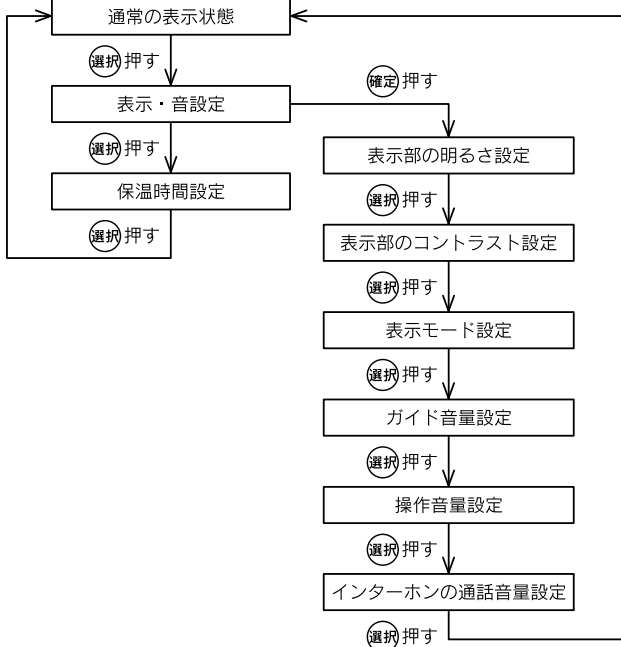 通常の表示状態
選択 押す
表示・音設定
選択 押す
保温時間設定
選択 押す
確定 押す
表示部の明るさ設定
選択 押す
表示部のコントラスト設定
選択 押す
表示モード設定
選択 押す
ガイド音量設定
選択 押す
操作音量設定
選択 押す
インターホンの通話音量設定
選択 押す